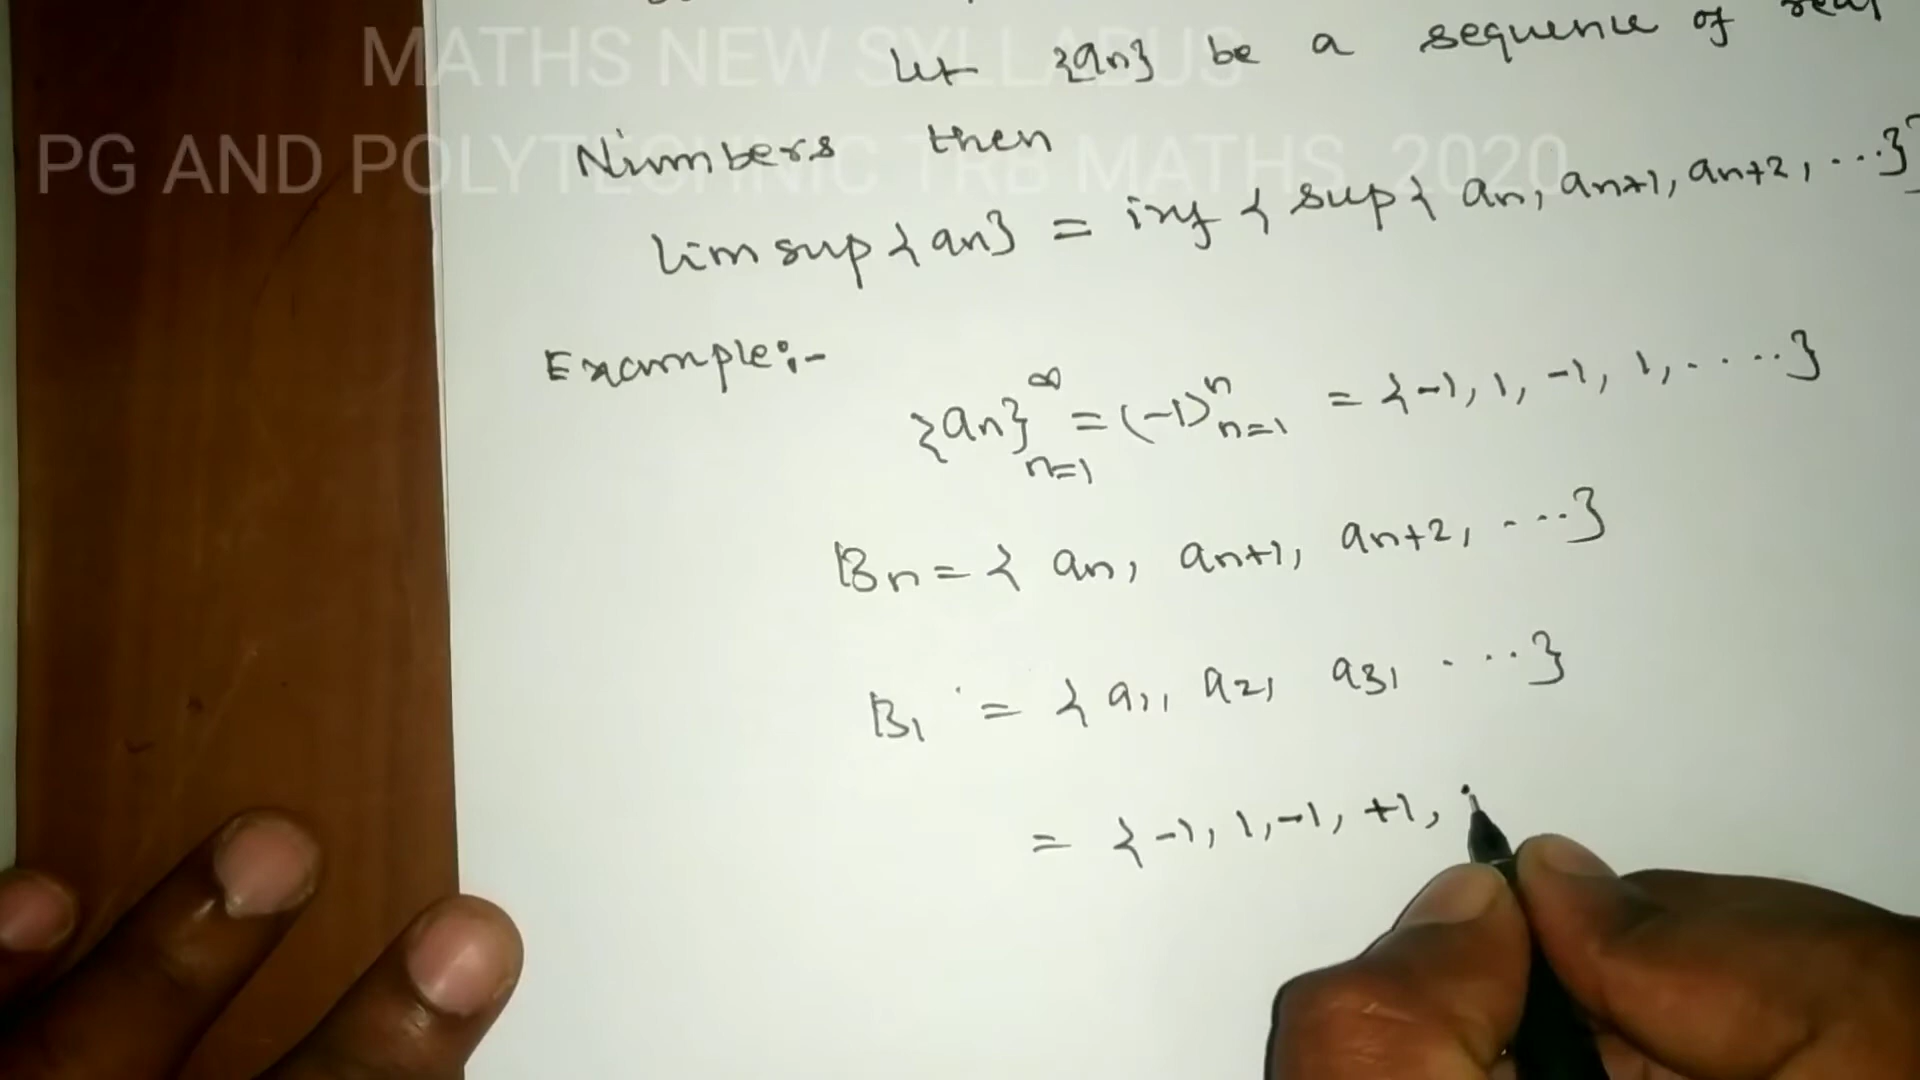 MATHS NEW SYLLABUS
PG AND POLYTECHNIC TRB MATHS 2020
Let {an} be a sequence of real
Numbers then
lim sup {an} = inf { sup { an, an+1, an+2, ...}
Example:-
{an}^∞_{n=1} = (-1)^n_{n=1} = {-1, 1, -1, 1, .....}
Bn = { an, an+1, an+2, ...}
B1 = { a1, a2, a3, ...}
= {-1, 1, -1, +1,